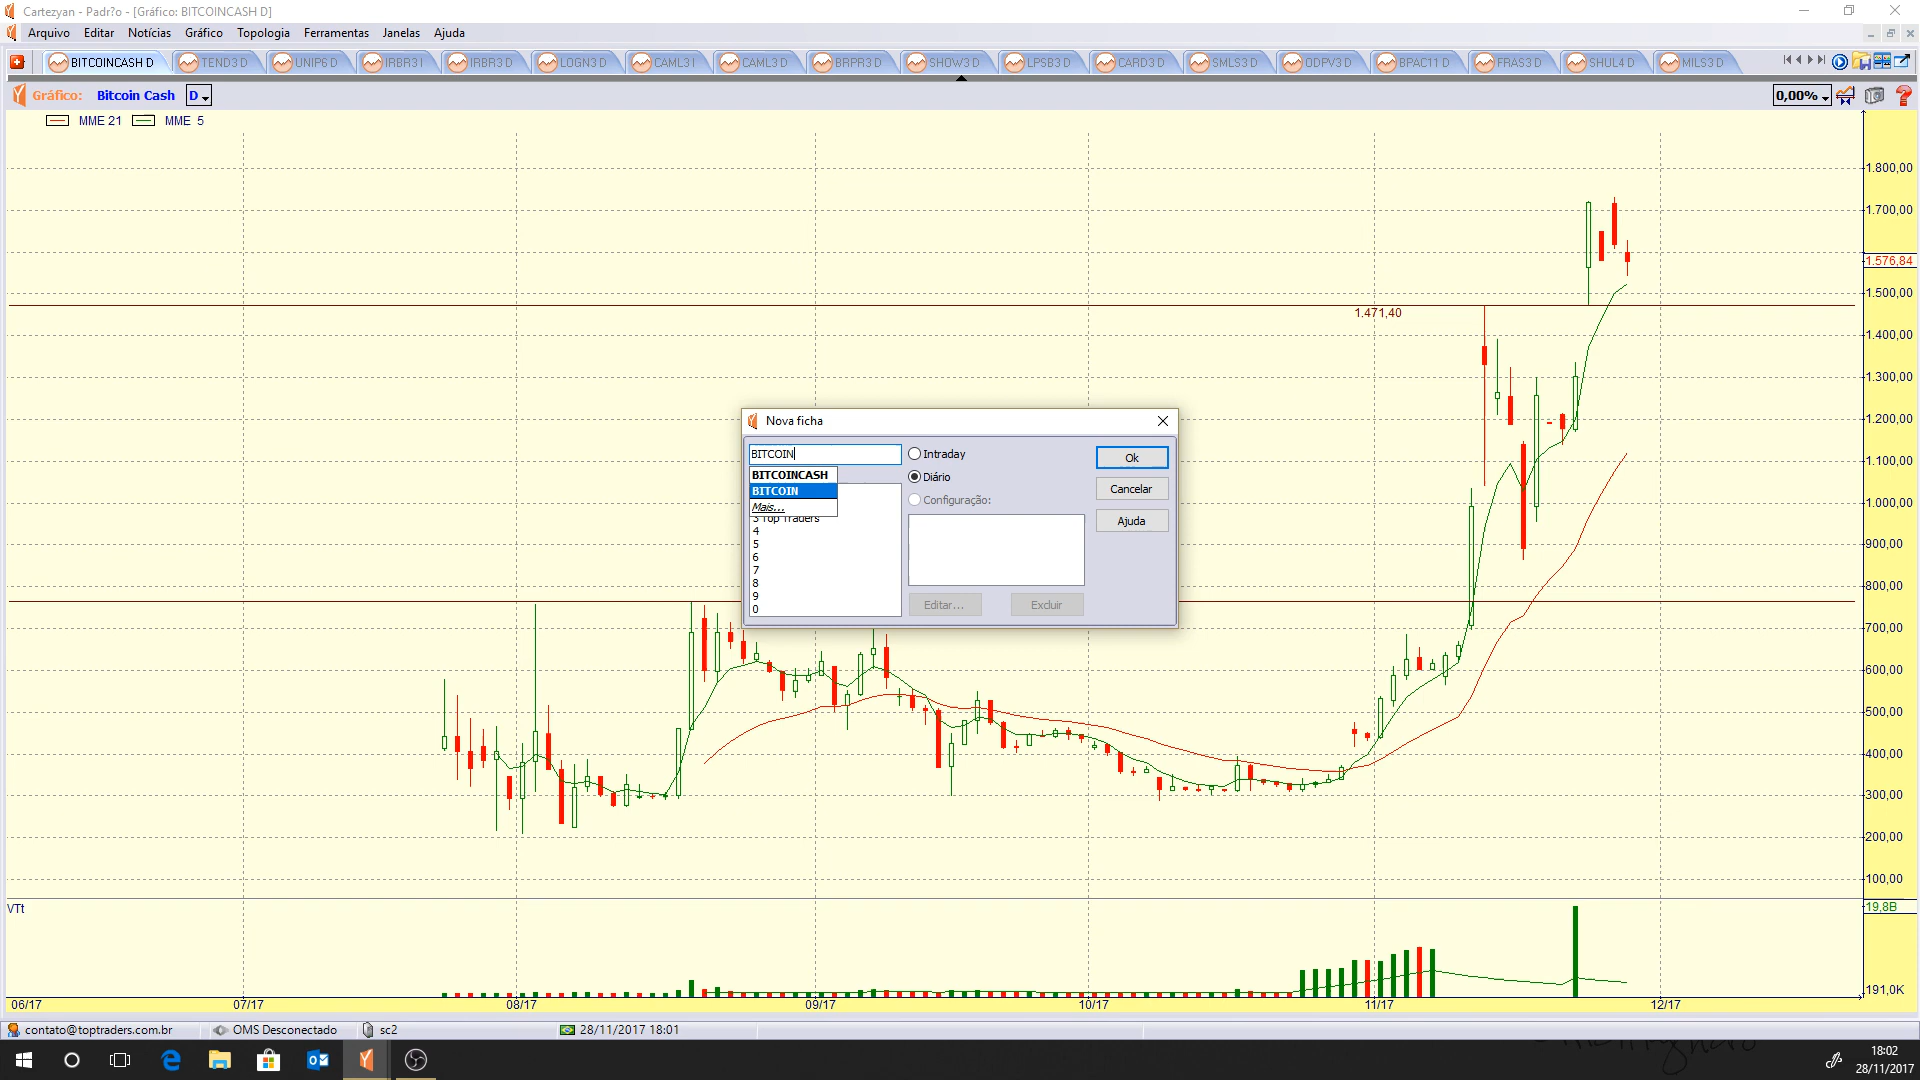 Cartezyan - Padr?o - [Gráfico: BITCOINCASH D]
Arquivo Editar Notícias Gráfico Topologia Ferramentas Janelas Ajuda
BITCOINCASH D TEND3 D UNIP6 D IRBR3 I IRBR3 D LOGN3 D CAML3 I CAML3 D BRPR3 D SHOW3 D LPSB3 D CARD3 D SMLS3 D ODPV3 D BPAC11 D FRAS3 D SHUL4 D MILS3 D
Gráfico: Bitcoin Cash D 0,00%
MME 21 MME 5
1.800,00
1.700,00
1.576,84
1.500,00
1.471,40
1.400,00
1.300,00
1.200,00
1.100,00
1.000,00
900,00
800,00
700,00
600,00
500,00
400,00
300,00
200,00
100,00
Nova ficha
BITCOIN
BITCOINCASH
BITCOIN
Mais...
3 Top Traders
4
5
6
7
8
9
0
Intraday
Diário
Configuração:
Editar...
Excluir
Ok
Cancelar
Ajuda
VTt
19,8B
191,0K
06/17 07/17 08/17 09/17 10/17 11/17 12/17
contato@toptraders.com.br OMS Desconectado sc2 28/11/2017 18:01
18:02
28/11/2017